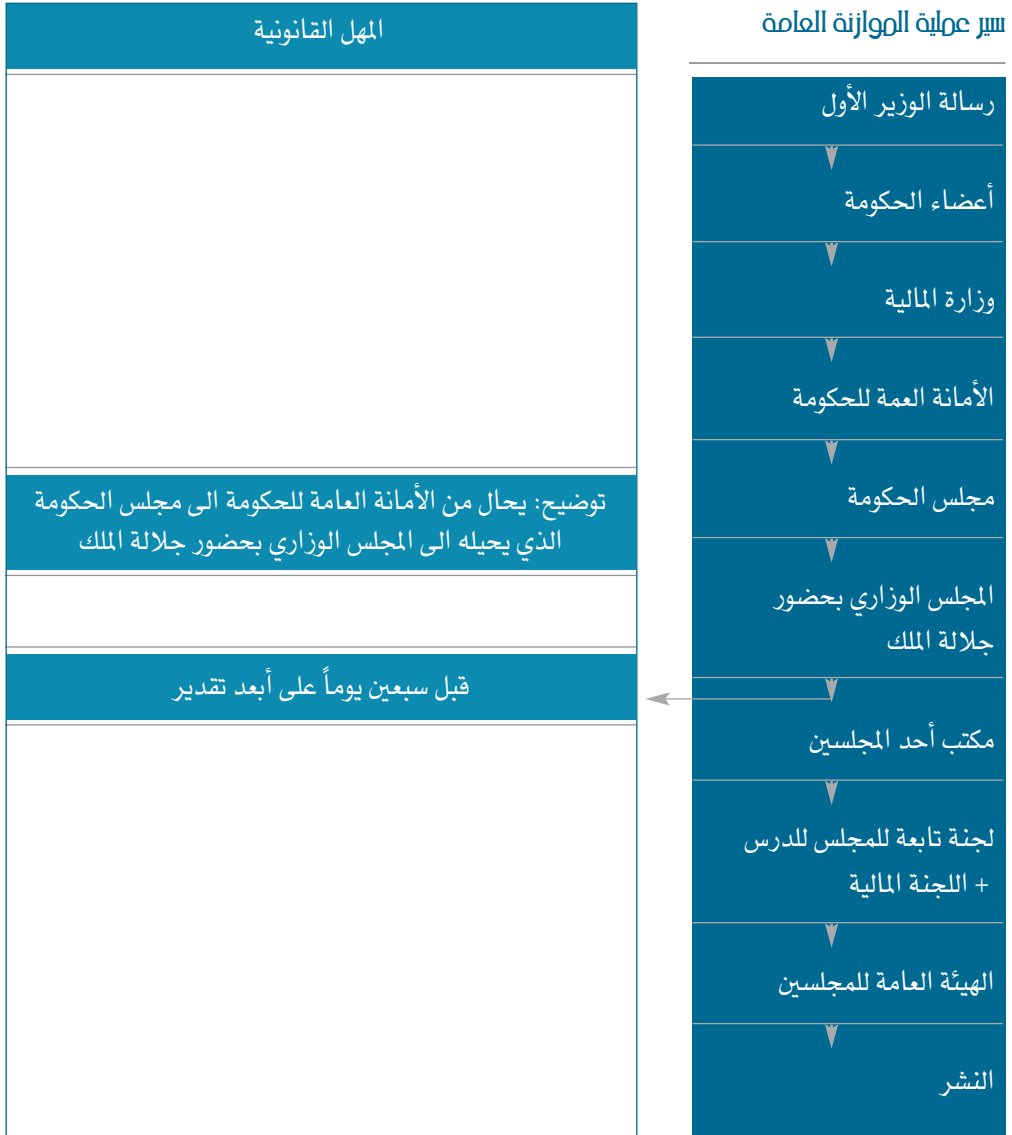 سير عملية الموازنة العامة
رسالة الوزير الأول
أعضاء الحكومة
وزارة المالية
الأمانة العمة للحكومة
مجلس الحكومة
المجلس الوزاري بحضور
جلالة الملك
مكتب أحد المجلسين
لجنة تابعة للمجلس للدرس
+ اللجنة المالية
الهيئة العامة للمجلسين
النشر
المهل القانونية
توضيح: يحال من الأمانة العامة للحكومة الى مجلس الحكومة
الذي يحيله الى المجلس الوزاري بحضور جلالة الملك
قبل سبعين يوماً على أبعد تقدير